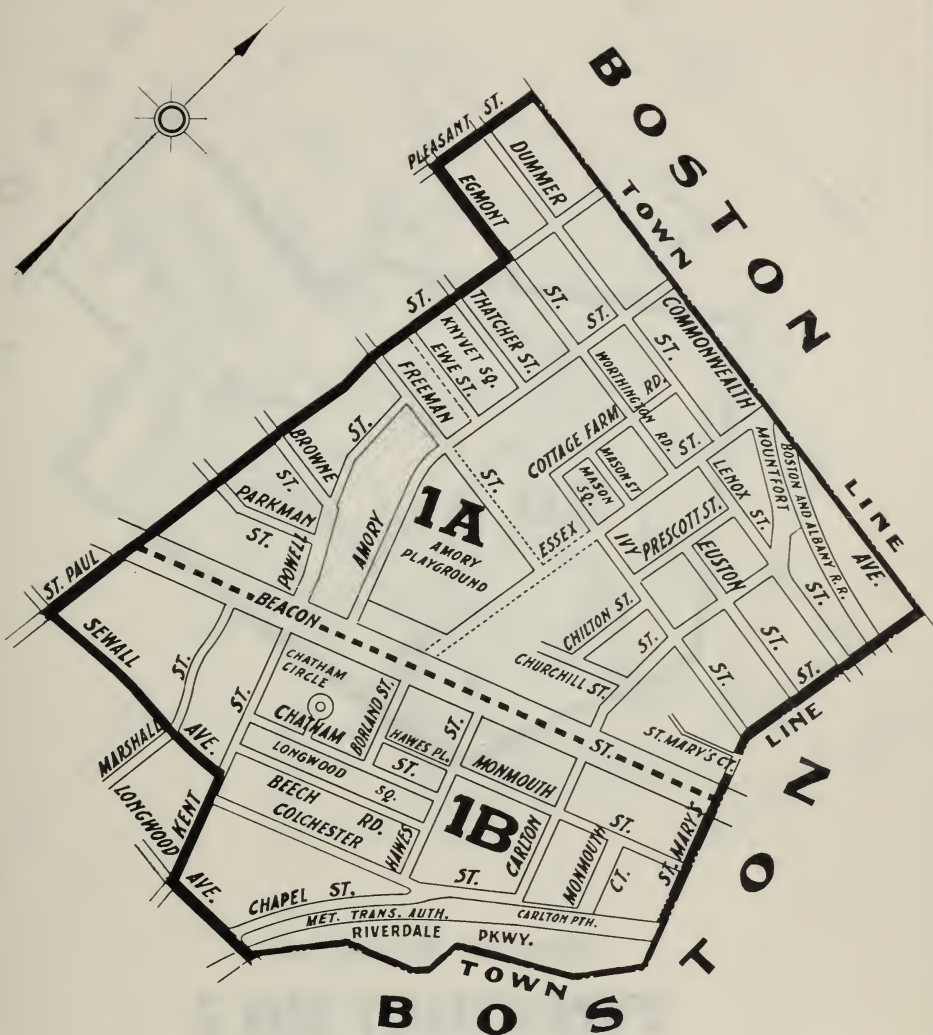 BOSTON
PLEASANT ST.
DUMMER
TOWN
EGMONT
ST.
THATCHER ST.
KNYVET SQ.
EWE ST.
FREEMAN
ST.
ST.
COMMONWEALTH
ST.
WORTHINGTON RD.
RD.
COTTAGE FARM
ST.
MASON ST
MASON SQ.
ST.
BROWNE
ST.
ST.
PARKMAN
ST.
POWELL
AMORY
1A
AMORY
PLAYGROUND
ESSEX
IVY
PRESCOTT ST.
LENOX ST.
MOUNTFORT
BOSTON AND ALBANY R.R.
EUSTON
ST.
AVE.
LINE
ST. PAUL
BEACON
CHILTON ST.
ST.
CHURCHILL ST.
ST.
ST.
ST.
SEWALL
ST.
ST.
CHATHAM
CIRCLE
CHATHAM
BORLAND ST.
ST.
HAWES PL.
ST.
ST. MARY'S CT.
LINE
MARSHALL
AVE.
LONGWOOD
SQ.
MONMOUTH
ST.
LONGWOOD
KENT
BEECH
RD.
COLCHESTER
HAWES
1B
ST.
CARLTON
MONMOUTH
CT.
ST. MARY'S
AVE.
CHAPEL ST.
MET. TRANS. AUTH.
CARLTON PTH.
RIVERDALE PKWY.
TOWN
BOSTON